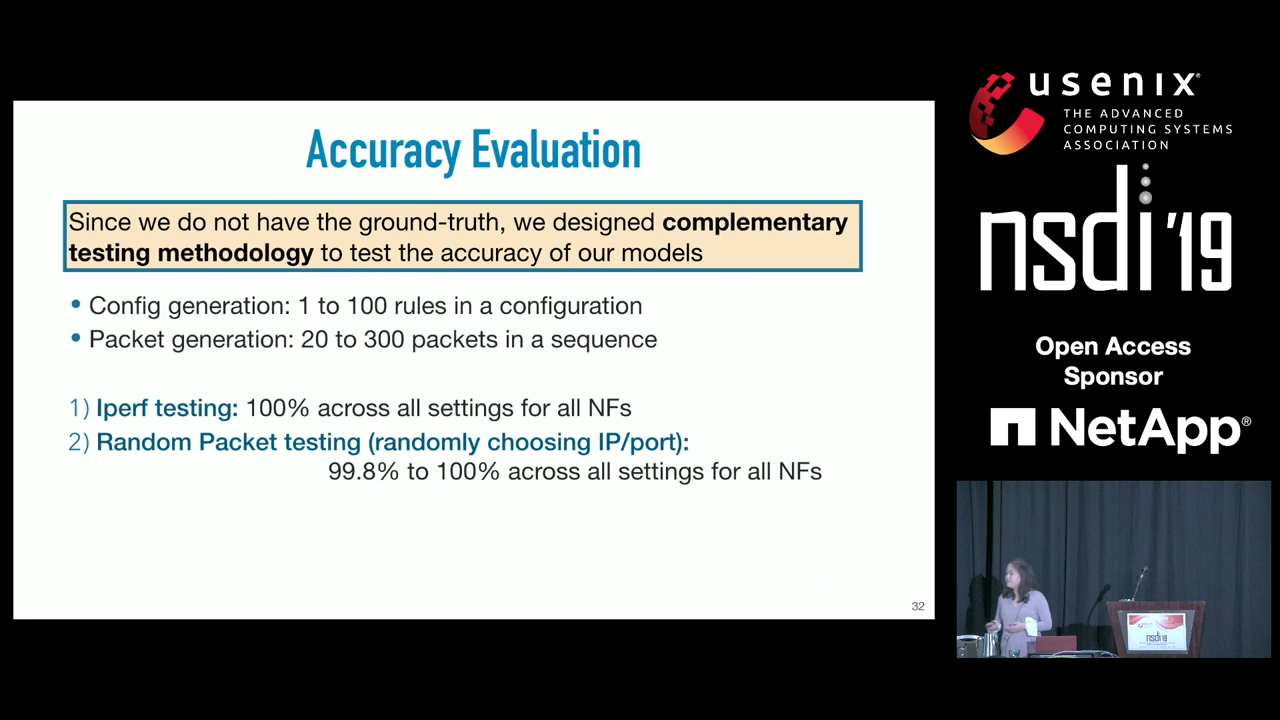 Accuracy Evaluation
Since we do not have the ground-truth, we designed complementary
testing methodology to test the accuracy of our models
• Config generation: 1 to 100 rules in a configuration
• Packet generation: 20 to 300 packets in a sequence
1) Iperf testing: 100% across all settings for all NFs
2) Random Packet testing (randomly choosing IP/port):
99.8% to 100% across all settings for all NFs
32
usenix®
THE ADVANCED
COMPUTING SYSTEMS
ASSOCIATION
nsdi '19
Open Access
Sponsor
NetApp®
nsdi'19